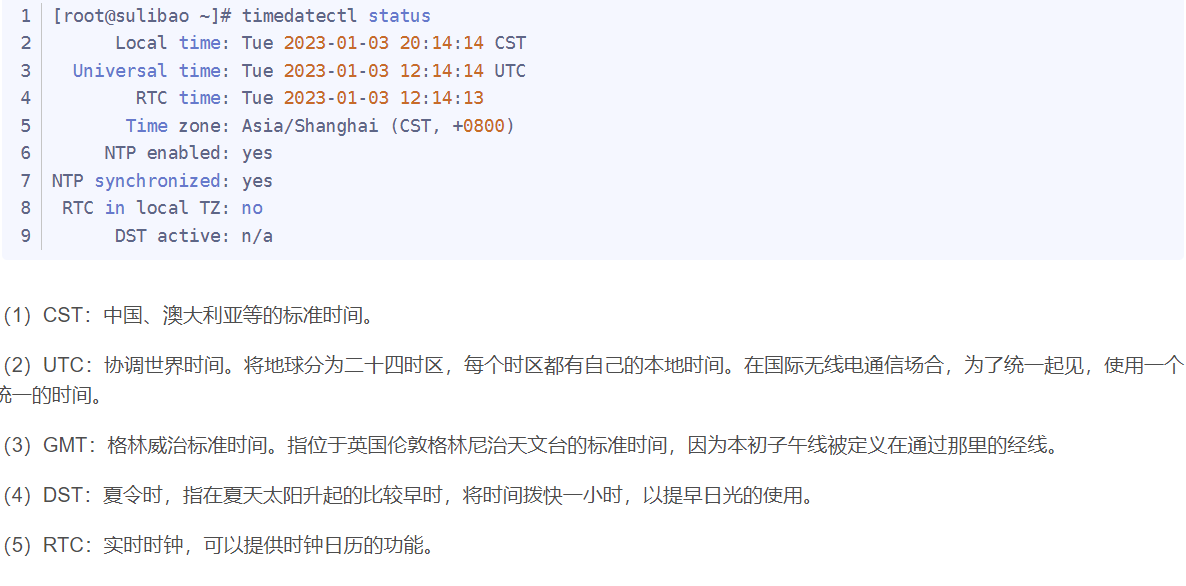 1 [root@sulibao ~]# timedatectl status
2       Local time: Tue 2023-01-03 20:14:14 CST
3   Universal time: Tue 2023-01-03 12:14:14 UTC
4         RTC time: Tue 2023-01-03 12:14:13
5        Time zone: Asia/Shanghai (CST, +0800)
6      NTP enabled: yes
7 NTP synchronized: yes
8  RTC in local TZ: no
9       DST active: n/a
(1) CST：中国、澳大利亚等的标准时间。
(2) UTC：协调世界时间。将地球分为二十四时区，每个时区都有自己的本地时间。在国际无线电通信场合，为了统一起见，使用一个
统一的时间。
(3) GMT：格林威治标准时间。指位于英国伦敦格林尼治天文台的标准时间，因为本初子午线被定义在通过那里的经线。
(4) DST：夏令时，指在夏天太阳升起的比较早时，将时间拨快一小时，以提早日光的使用。
(5) RTC：实时时钟，可以提供时钟日历的功能。